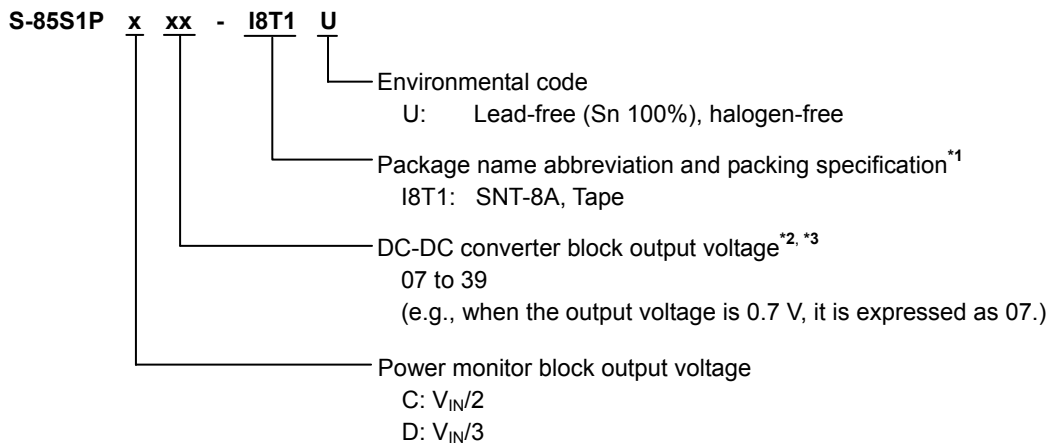 S-85S1P x xx - I8T1 U
Environmental code
U: Lead-free (Sn 100%), halogen-free
Package name abbreviation and packing specification*1
I8T1: SNT-8A, Tape
DC-DC converter block output voltage*2, *3
07 to 39
(e.g., when the output voltage is 0.7 V, it is expressed as 07.)
Power monitor block output voltage
C: VIN/2
D: VIN/3